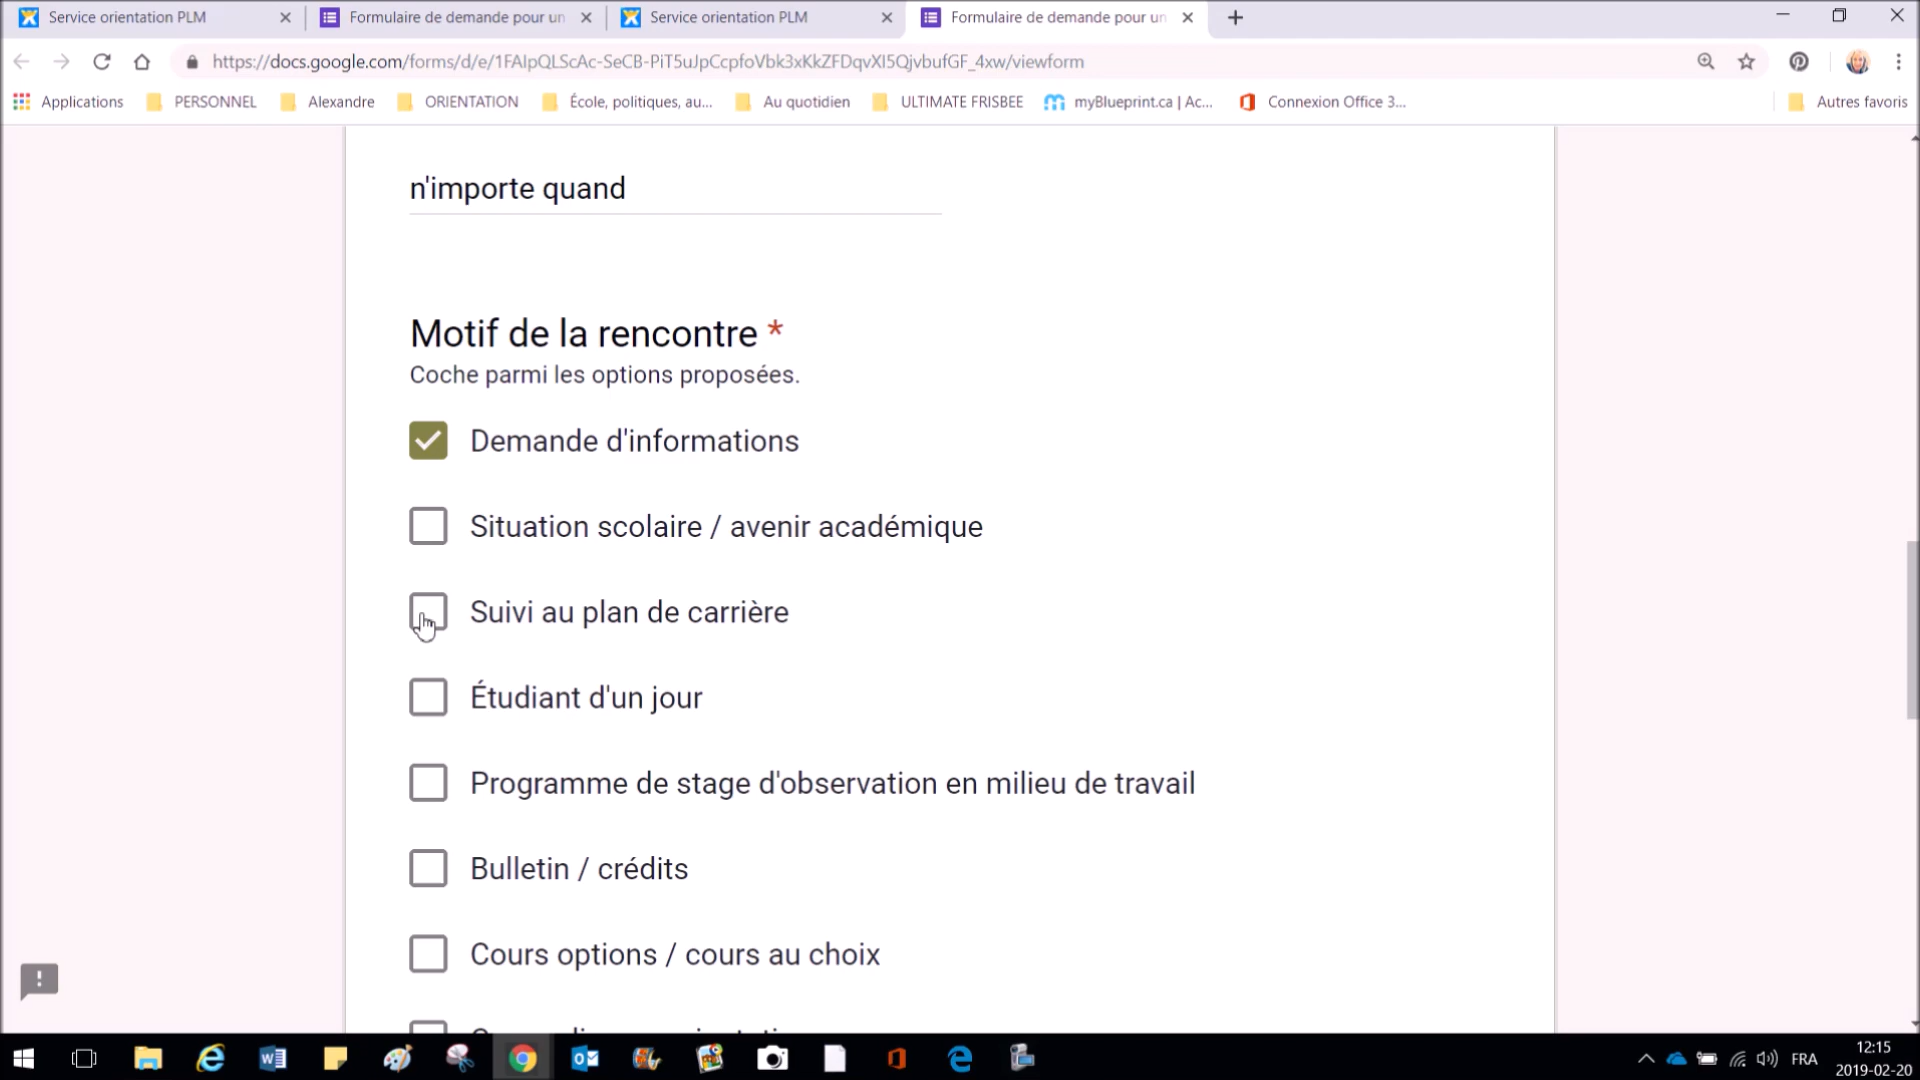 Service orientation PLM
Formulaire de demande pour un
Service orientation PLM
Formulaire de demande pour un
https://docs.google.com/forms/d/e/1FAIpQLScAc-SeCB-PiT5uJpCcpfoVbk3xKkZFDqvXI5QjvbufGF_4xw/viewform
Applications
PERSONNEL
Alexandre
ORIENTATION
École, politiques, au...
Au quotidien
ULTIMATE FRISBEE
myBlueprint.ca | Ac...
Connexion Office 3...
Autres favoris
n'importe quand
Motif de la rencontre *
Coche parmi les options proposées.
Demande d'informations
Situation scolaire / avenir académique
Suivi au plan de carrière
Étudiant d'un jour
Programme de stage d'observation en milieu de travail
Bulletin / crédits
Cours options / cours au choix
FRA
12:15
2019-02-20